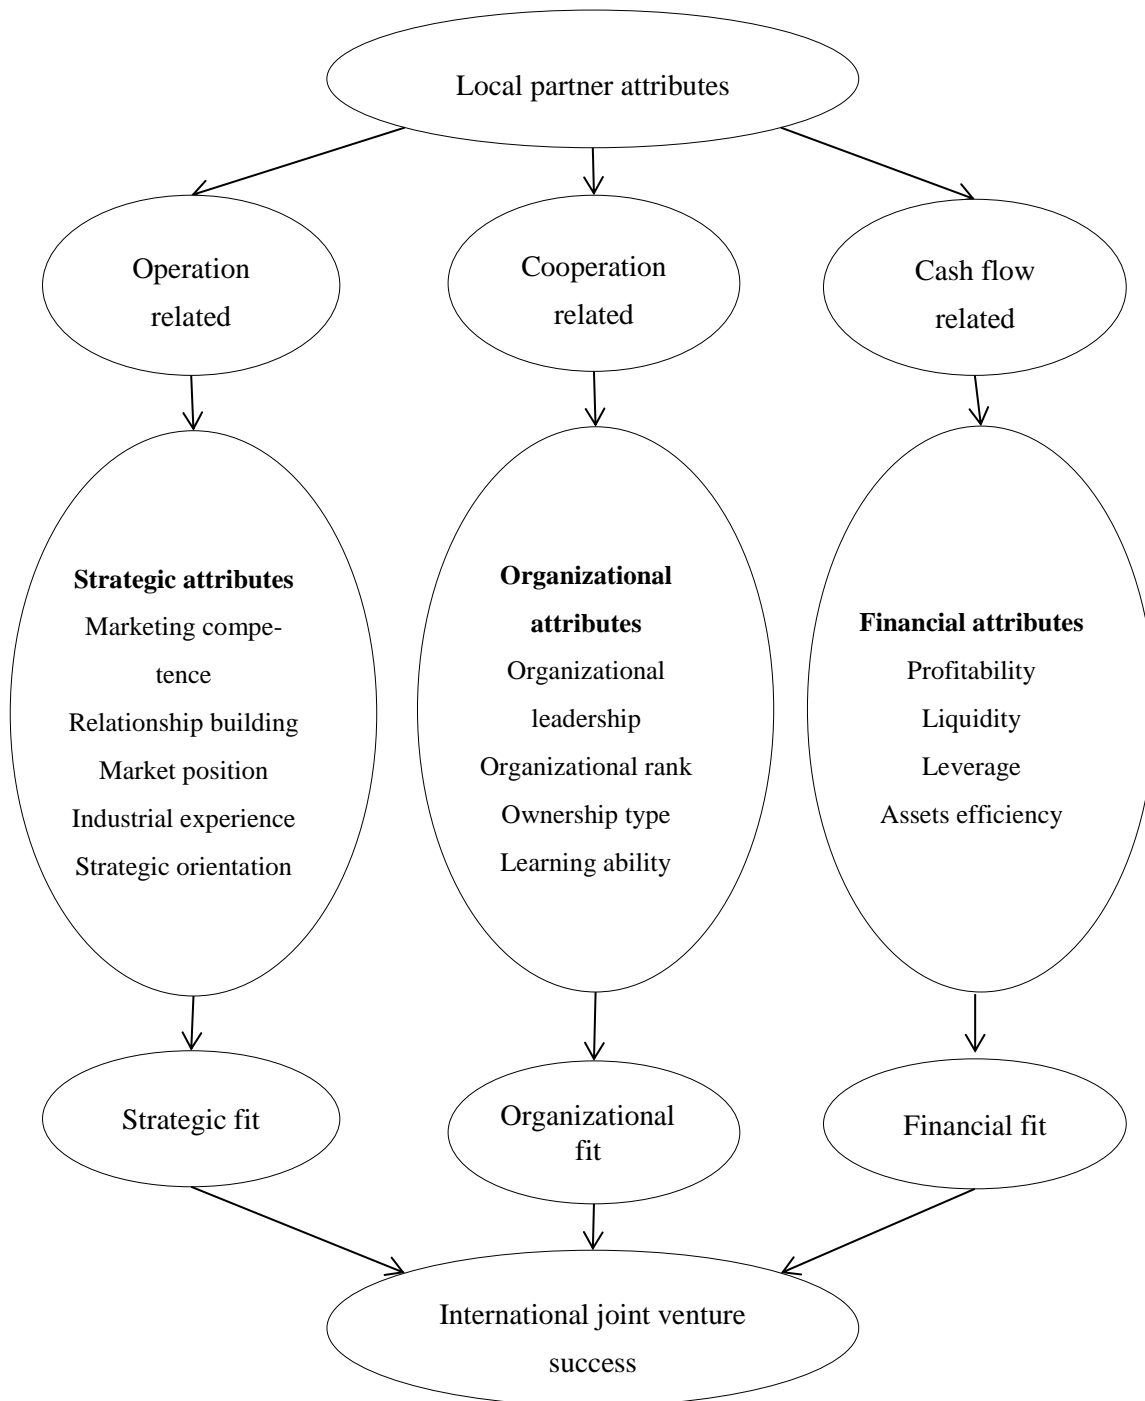 Local partner attributes
Operation
related
Cooperation
related
Cash flow
related
Strategic attributes
Marketing compe-
tence
Relationship building
Market position
Industrial experience
Strategic orientation
Organizational
attributes
Organizational
leadership
Organizational rank
Ownership type
Learning ability
Financial attributes
Profitability
Liquidity
Leverage
Assets efficiency
Strategic fit
Organizational
fit
Financial fit
International joint venture
success